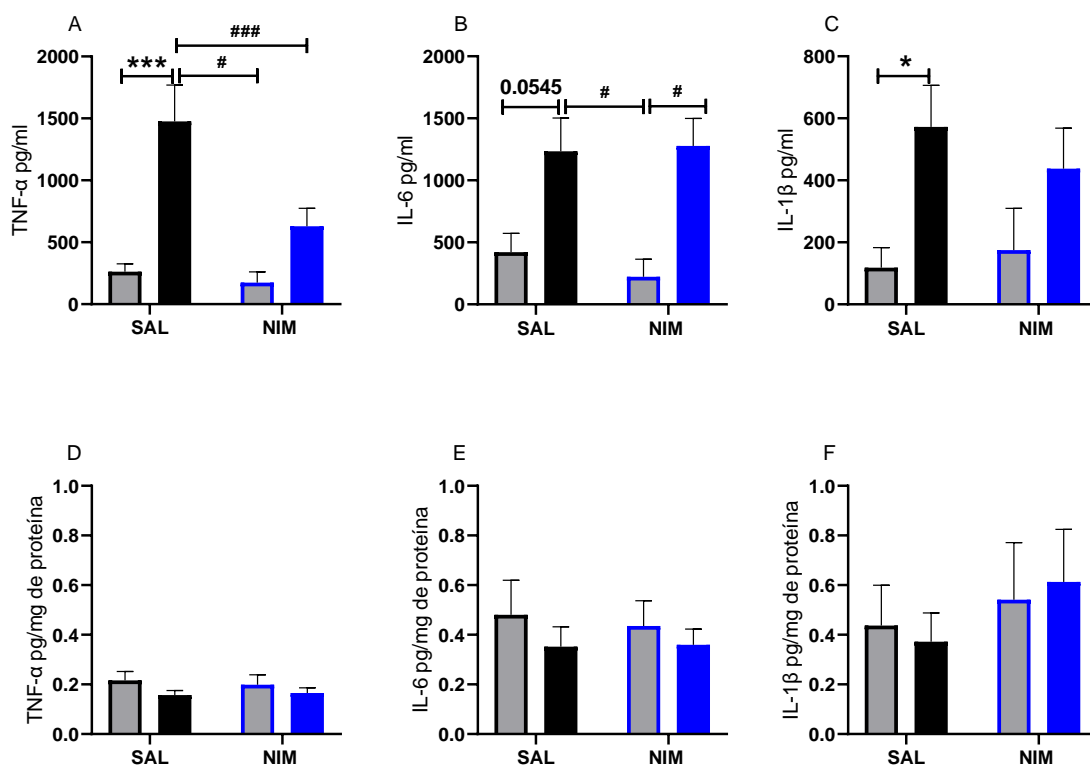 A
TNF-α pg/ml
2000
1500
1000
500
0
***
#
###
SAL
NIM
B
IL-6 pg/ml
2000
1500
1000
500
0
0.0545
#
#
SAL
NIM
C
IL-1β pg/ml
800
600
400
200
0
*
SAL
NIM
D
TNF-α pg/mg de proteína
1.0
0.8
0.6
0.4
0.2
0.0
SAL
NIM
E
IL-6 pg/mg de proteína
1.0
0.8
0.6
0.4
0.2
0.0
SAL
NIM
F
IL-1β pg/mg de proteína
1.0
0.8
0.6
0.4
0.2
0.0
SAL
NIM